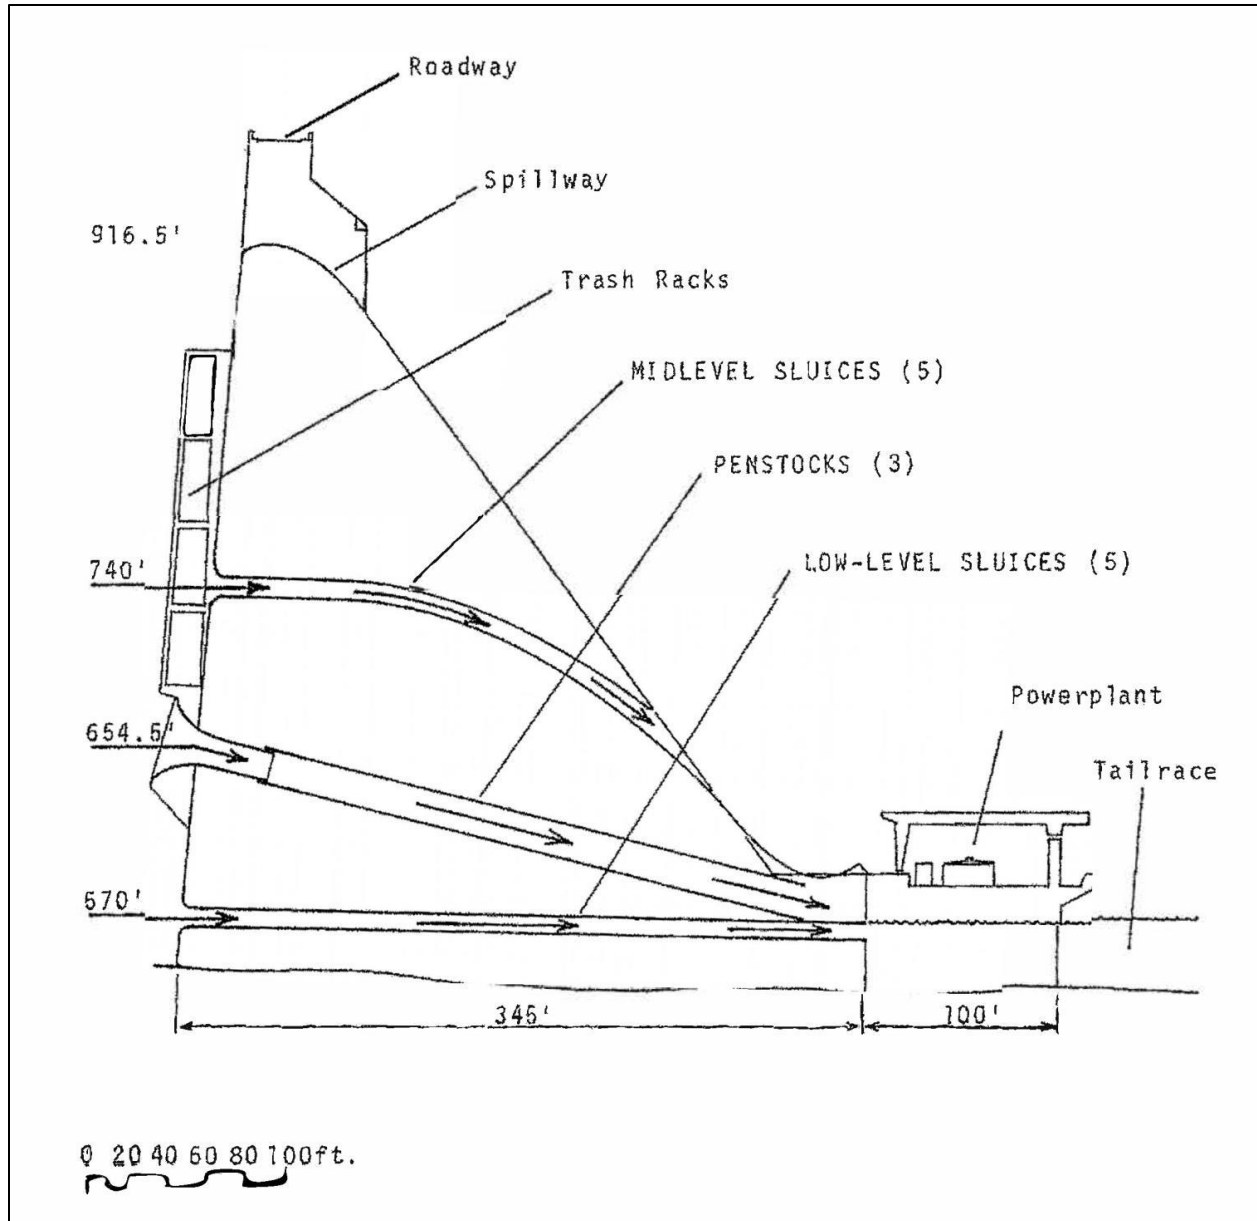 Roadway
Spillway
916.5'
Trash Racks
MIDLEVEL SLUICES (5)
PENSTOCKS (3)
LOW-LEVEL SLUICES (5)
740'
Powerplant
654.5'
Tailrace
670'
345'
100'
0 20 40 60 80 100ft.